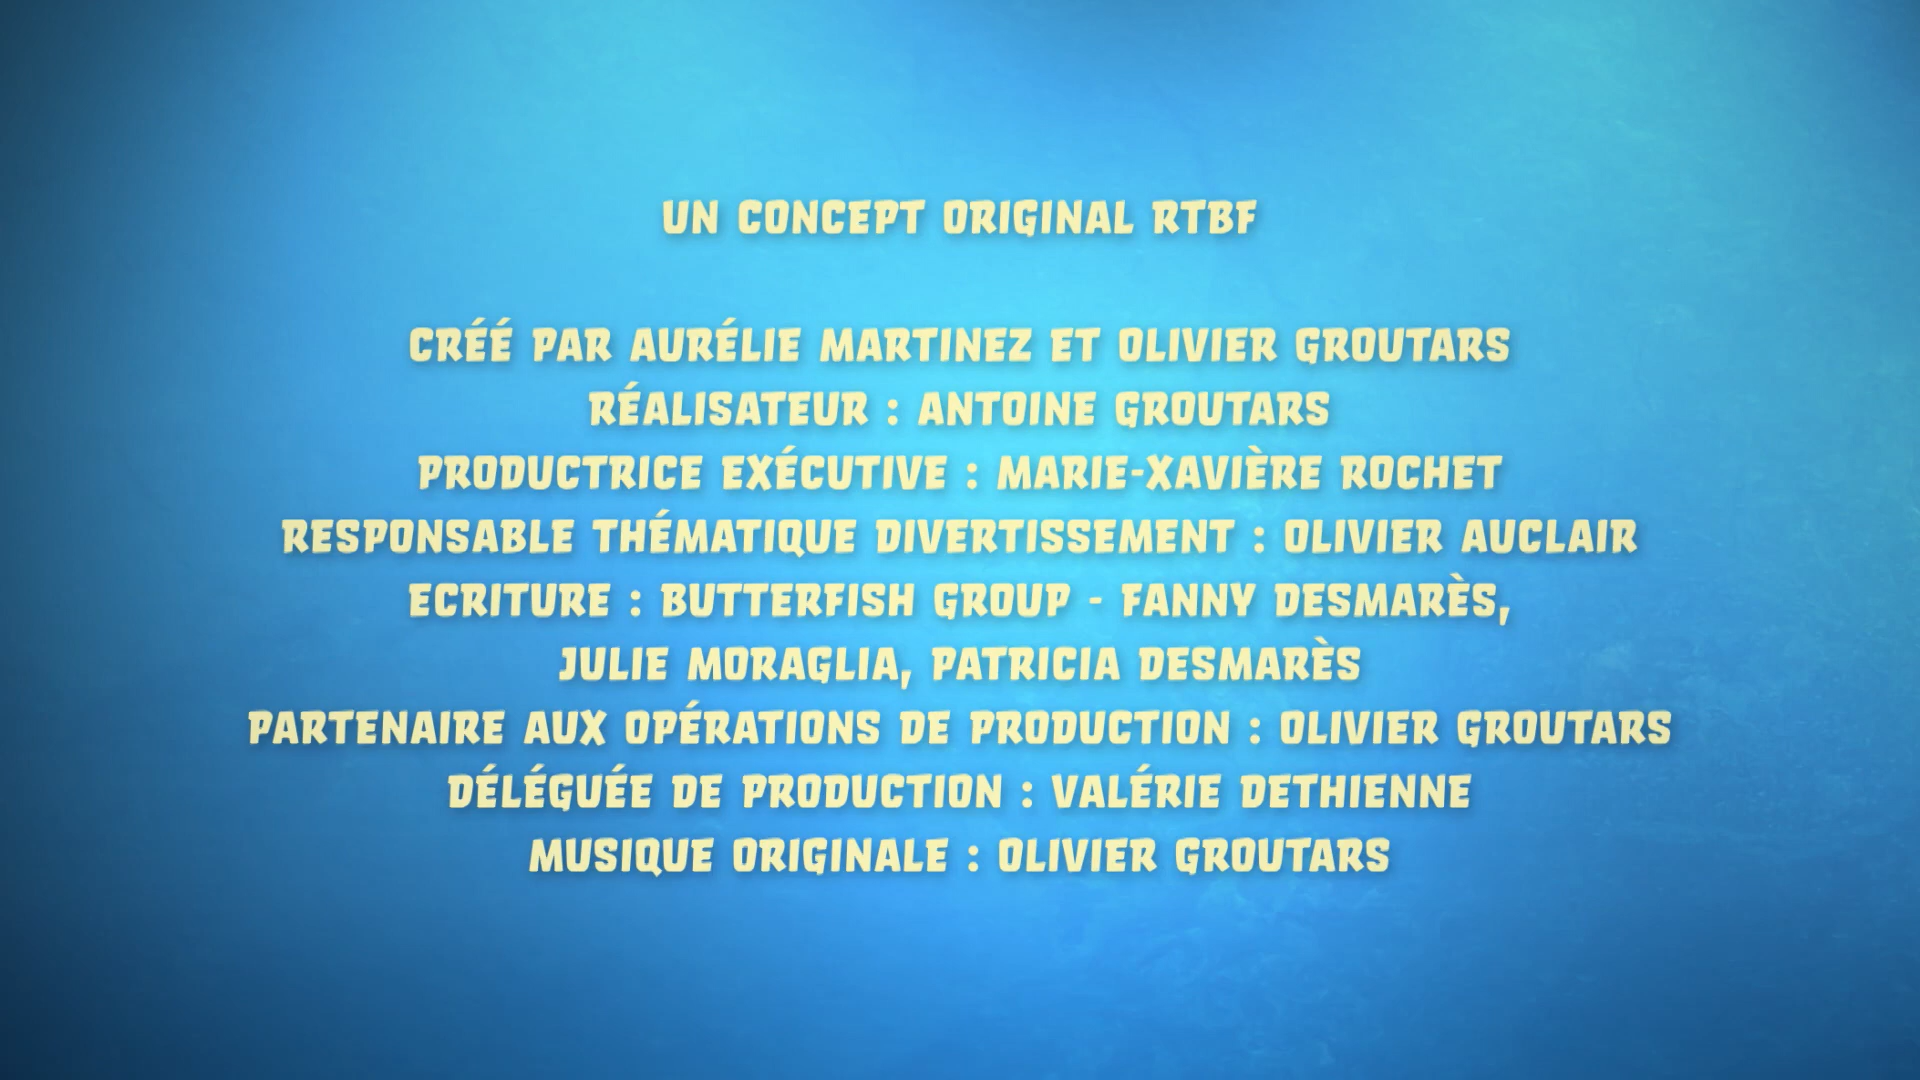 UN CONCEPT ORIGINAL RTBF
CRÉÉ PAR AURÉLIE MARTINEZ ET OLIVIER GROUTARS
RÉALISATEUR : ANTOINE GROUTARS
PRODUCTRICE EXÉCUTIVE : MARIE-XAVIÈRE ROCHET
RESPONSABLE THÉMATIQUE DIVERTISSEMENT : OLIVIER AUCLAIR
ECRITURE : BUTTERFISH GROUP - FANNY DESMARÈS,
JULIE MORAGLIA, PATRICIA DESMARÈS
PARTENAIRE AUX OPÉRATIONS DE PRODUCTION : OLIVIER GROUTARS
DÉLÉGUÉE DE PRODUCTION : VALÉRIE DETHIENNE
MUSIQUE ORIGINALE : OLIVIER GROUTARS